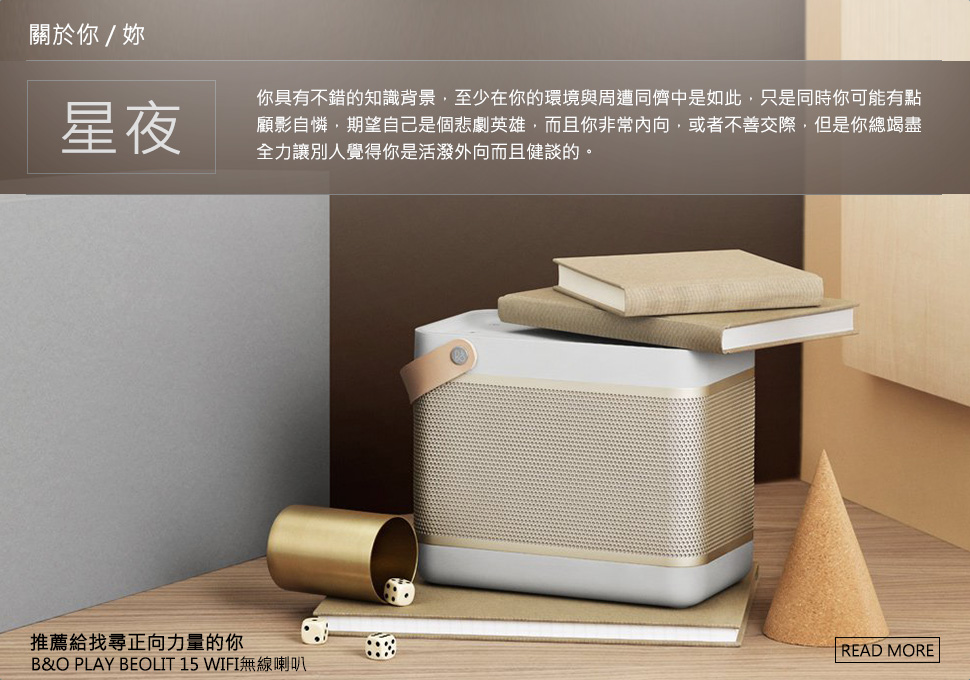 關於你 / 妳
星夜
你具有不錯的知識背景，至少在你的環境與周遭同儕中是如此，只是同時你可能有點
顧影自憐，期望自己是個悲劇英雄，而且你非常內向，或者不善交際，但是你總竭盡
全力讓別人覺得你是活潑外向而且健談的。
推薦給找尋正向力量的你
B&O PLAY BEOLIT 15 WIFI無線喇叭
READ MORE